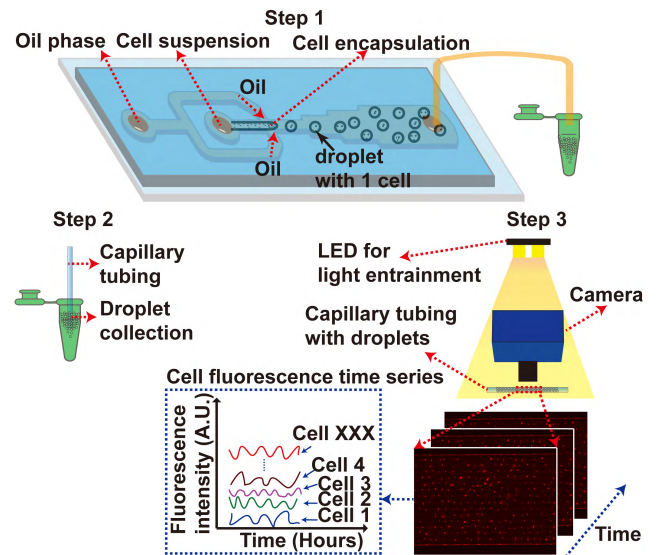 Step 1
Oil phase
Cell suspension
Cell encapsulation
Oil
Oil
droplet
with 1 cell
Step 2
Capillary
tubing
Droplet
collection
Step 3
LED for
light entrainment
Camera
Capillary tubing
with droplets
Cell fluorescence time series
Fluorescence
intensity (A.U.)
Cell XXX
Cell 4
Cell 3
Cell 2
Cell 1
Time (Hours)
Time